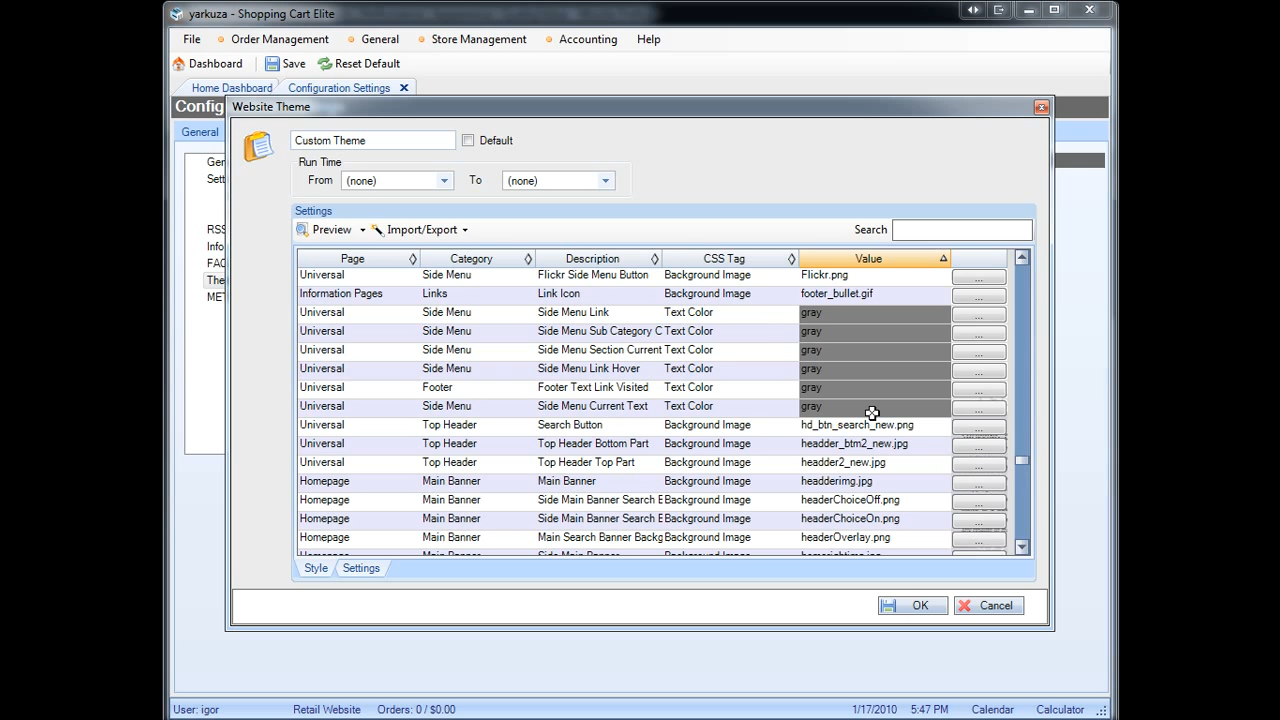 yarkuza - Shopping Cart Elite
File Order Management General Store Management Accounting Help
Dashboard Save Reset Default
Home Dashboard Configuration Settings
Config
Website Theme
General
Custom Theme Default
Run Time
From (none) To (none)
Settings
Preview Import/Export Search
Page Category Description CSS Tag Value
Universal Side Menu Flickr Side Menu Button Background Image Flickr.png ...
Information Pages Links Link Icon Background Image footer_bullet.gif ...
Universal Side Menu Side Menu Link Text Color gray ...
Universal Side Menu Side Menu Sub Category C Text Color gray ...
Universal Side Menu Side Menu Section Current Text Color gray ...
Universal Side Menu Side Menu Link Hover Text Color gray ...
Universal Footer Footer Text Link Visited Text Color gray ...
Universal Side Menu Side Menu Current Text Text Color gray ...
Universal Top Header Search Button Background Image hd_btn_search_new.png ...
Universal Top Header Top Header Bottom Part Background Image headder_btm2_new.jpg ...
Universal Top Header Top Header Top Part Background Image headder2_new.jpg ...
Homepage Main Banner Main Banner Background Image headderimg.jpg ...
Homepage Main Banner Side Main Banner Search E Background Image headerChoiceOff.png ...
Homepage Main Banner Side Main Banner Search E Background Image headerChoiceOn.png ...
Homepage Main Banner Main Search Banner Backg Background Image headerOverlay.png ...
Style Settings
OK Cancel
User: igor Retail Website Orders: 0 / $0.00 1/17/2010 5:47 PM Calendar Calculator